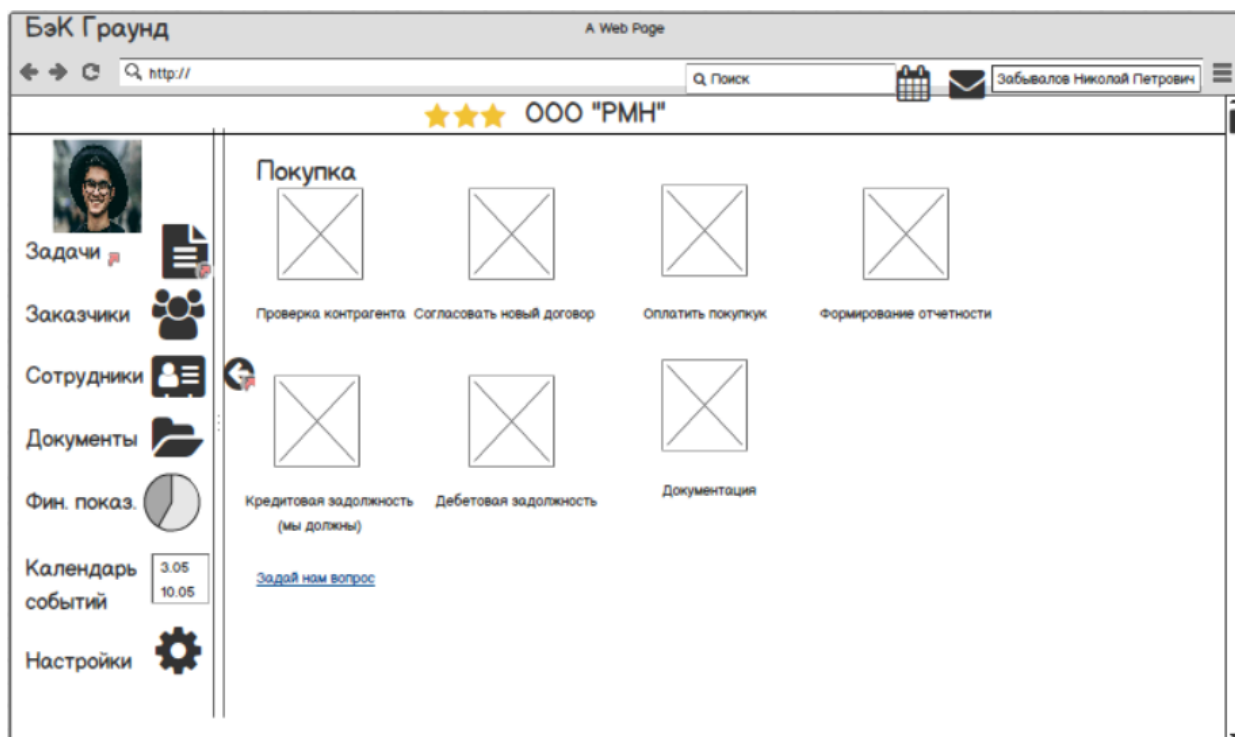 БэК Граунд
A Web Page
http://
Поиск
Забывалов Николай Петрович
ООО "РМН"
Задачи
Заказчики
Сотрудники
Документы
Фин. показ.
Календарь
событий
3.05
10.05
Настройки
Покупка
Проверка контрагента
Согласовать новый договор
Оплатить покупкук
Формирование отчетности
Кредитовая задолжность
(мы должны)
Дебетовая задолжность
Документация
Задай нам вопрос